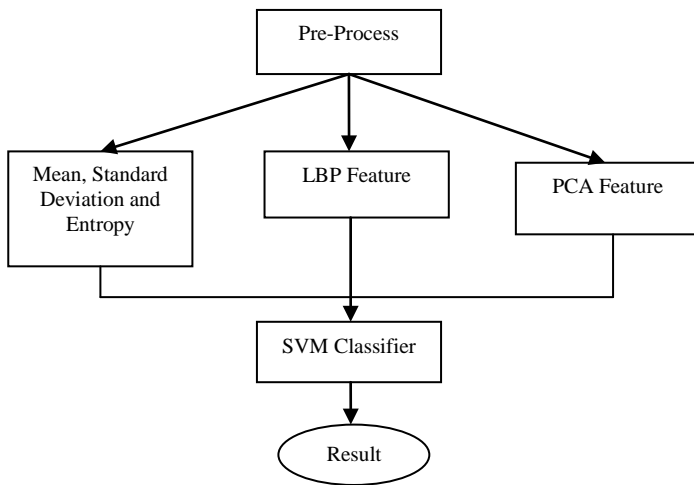 Pre-Process
Mean, Standard
Deviation and
Entropy
LBP Feature
PCA Feature
SVM Classifier
Result